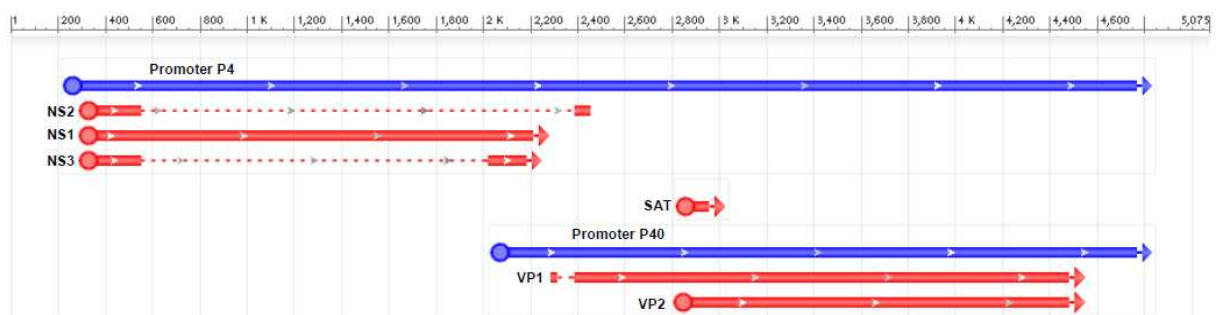 1 200 400 600 800 1 K 1,200 1,400 1,600 1,800 2 K 2,200 2,400 2,600 2,800 3 K 3,200 3,400 3,600 3,800 4 K 4,200 4,400 4,600 5,075
Promoter P4
NS2
NS1
NS3
SAT
Promoter P40
VP1
VP2